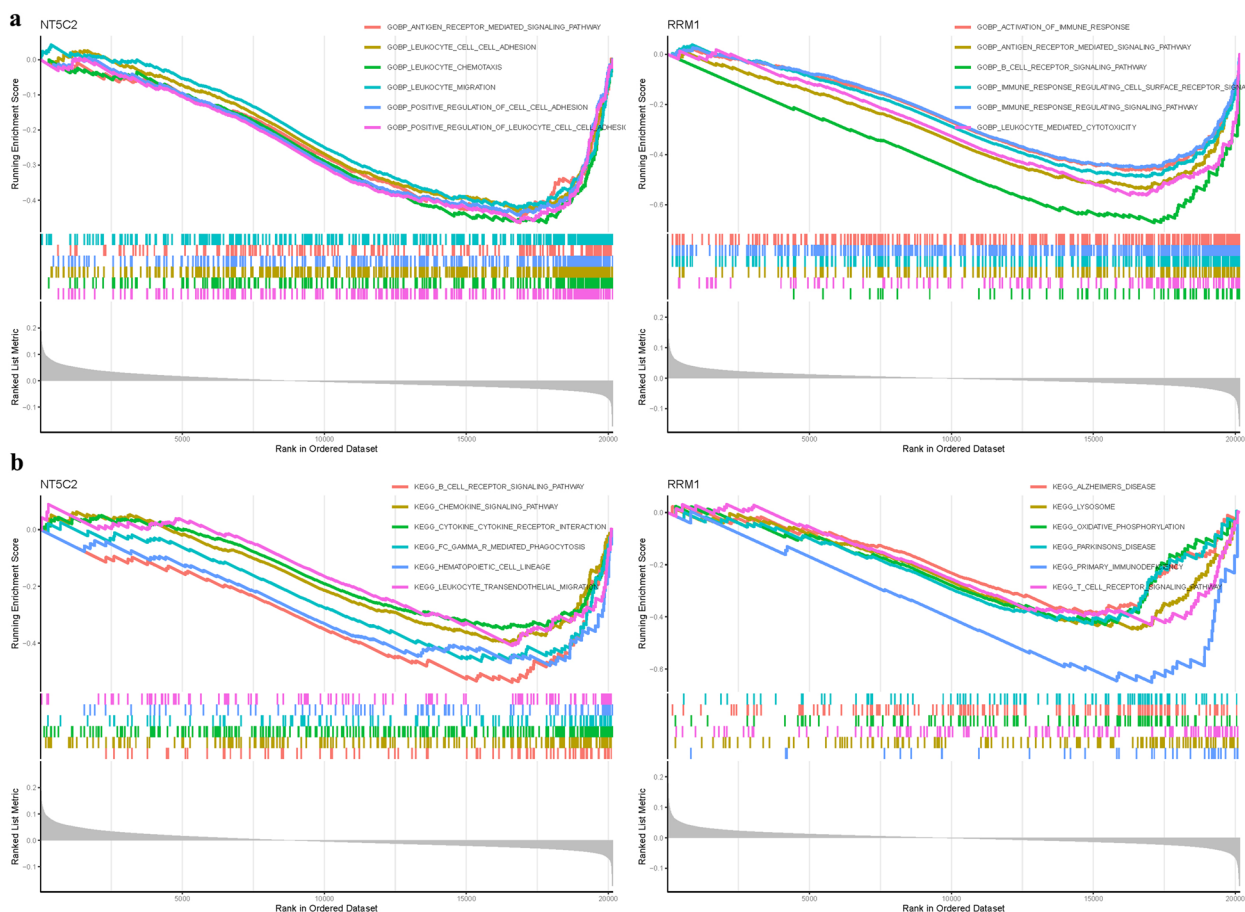 a
NT5C2
GOBP_ANTIGEN_RECEPTOR_MEDIATED_SIGNALING_PATHWAY
GOBP_LEUKOCYTE_CELL_CELL_ADHESION
GOBP_LEUKOCYTE_CHEMOTAXIS
GOBP_LEUKOCYTE_MIGRATION
GOBP_POSITIVE_REGULATION_OF_CELL_CELL_ADHESION
GOBP_POSITIVE_REGULATION_OF_LEUKOCYTE_CELL_CELL_ADHESIO
Running Enrichment Score
0.0
−0.1
−0.2
−0.3
−0.4
Ranked List Metric
0.2
0.1
0.0
−0.1
5000
10000
15000
20000
Rank in Ordered Dataset
RRM1
GOBP_ACTIVATION_OF_IMMUNE_RESPONSE
GOBP_ANTIGEN_RECEPTOR_MEDIATED_SIGNALING_PATHWAY
GOBP_B_CELL_RECEPTOR_SIGNALING_PATHWAY
GOBP_IMMUNE_RESPONSE_REGULATING_CELL_SURFACE_RECEPTOR_SIGNA
GOBP_IMMUNE_RESPONSE_REGULATING_SIGNALING_PATHWAY
GOBP_LEUKOCYTE_MEDIATED_CYTOTOXICITY
Running Enrichment Score
0.0
−0.2
−0.4
−0.6
Ranked List Metric
0.2
0.1
0.0
−0.1
5000
10000
15000
20000
Rank in Ordered Dataset
b
NT5C2
KEGG_B_CELL_RECEPTOR_SIGNALING_PATHWAY
KEGG_CHEMOKINE_SIGNALING_PATHWAY
KEGG_CYTOKINE_CYTOKINE_RECEPTOR_INTERACTION
KEGG_FC_GAMMA_R_MEDIATED_PHAGOCYTOSIS
KEGG_HEMATOPOIETIC_CELL_LINEAGE
KEGG_LEUKOCYTE_TRANSENDOTHELIAL_MIGRATION
Running Enrichment Score
0.0
−0.2
−0.4
Ranked List Metric
0.2
0.1
0.0
−0.1
5000
10000
15000
20000
Rank in Ordered Dataset
RRM1
KEGG_ALZHEIMERS_DISEASE
KEGG_LYSOSOME
KEGG_OXIDATIVE_PHOSPHORYLATION
KEGG_PARKINSONS_DISEASE
KEGG_PRIMARY_IMMUNODEFICIENCY
KEGG_T_CELL_RECEPTOR_SIGNALING_PATHWAY
Running Enrichment Score
0.0
−0.2
−0.4
−0.6
Ranked List Metric
0.2
0.1
0.0
−0.1
5000
10000
15000
20000
Rank in Ordered Dataset